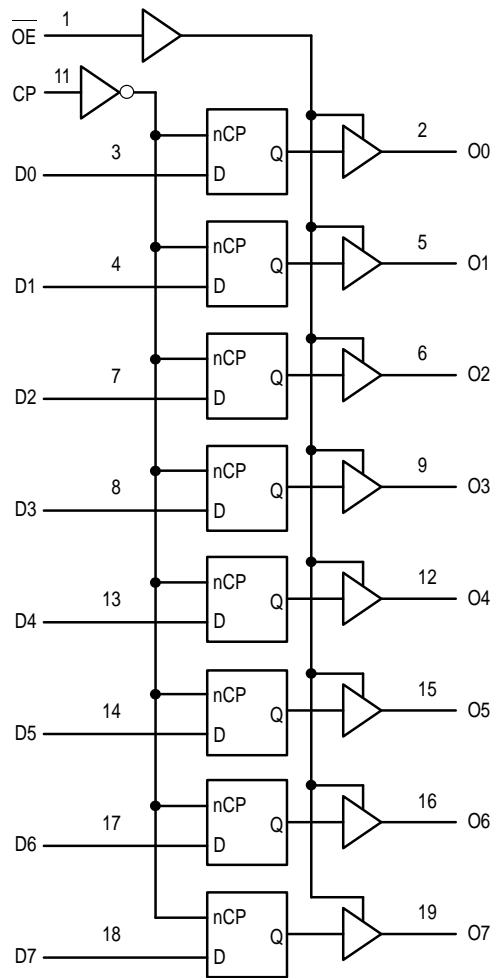 O̅E̅ 1
CP 11
nCP
D0 3 D Q 2 O0
nCP
D1 4 D Q 5 O1
nCP
D2 7 D Q 6 O2
nCP
D3 8 D Q 9 O3
nCP
D4 13 D Q 12 O4
nCP
D5 14 D Q 15 O5
nCP
D6 17 D Q 16 O6
nCP
D7 18 D Q 19 O7